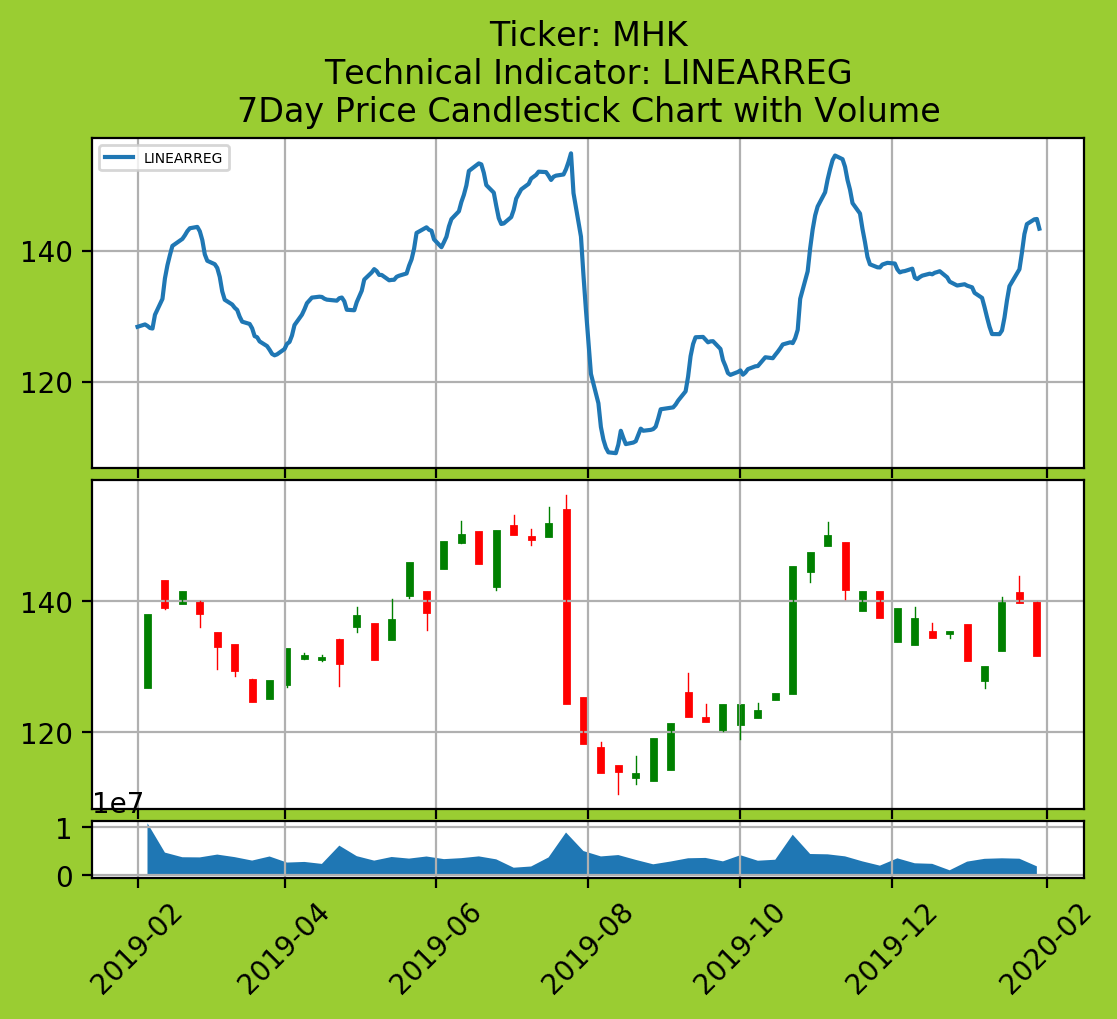 Ticker: MHK
Technical Indicator: LINEARREG
7Day Price Candlestick Chart with Volume
LINEARREG
140
120
140
120
1e7
1
0
2019-02
2019-04
2019-06
2019-08
2019-10
2019-12
2020-02